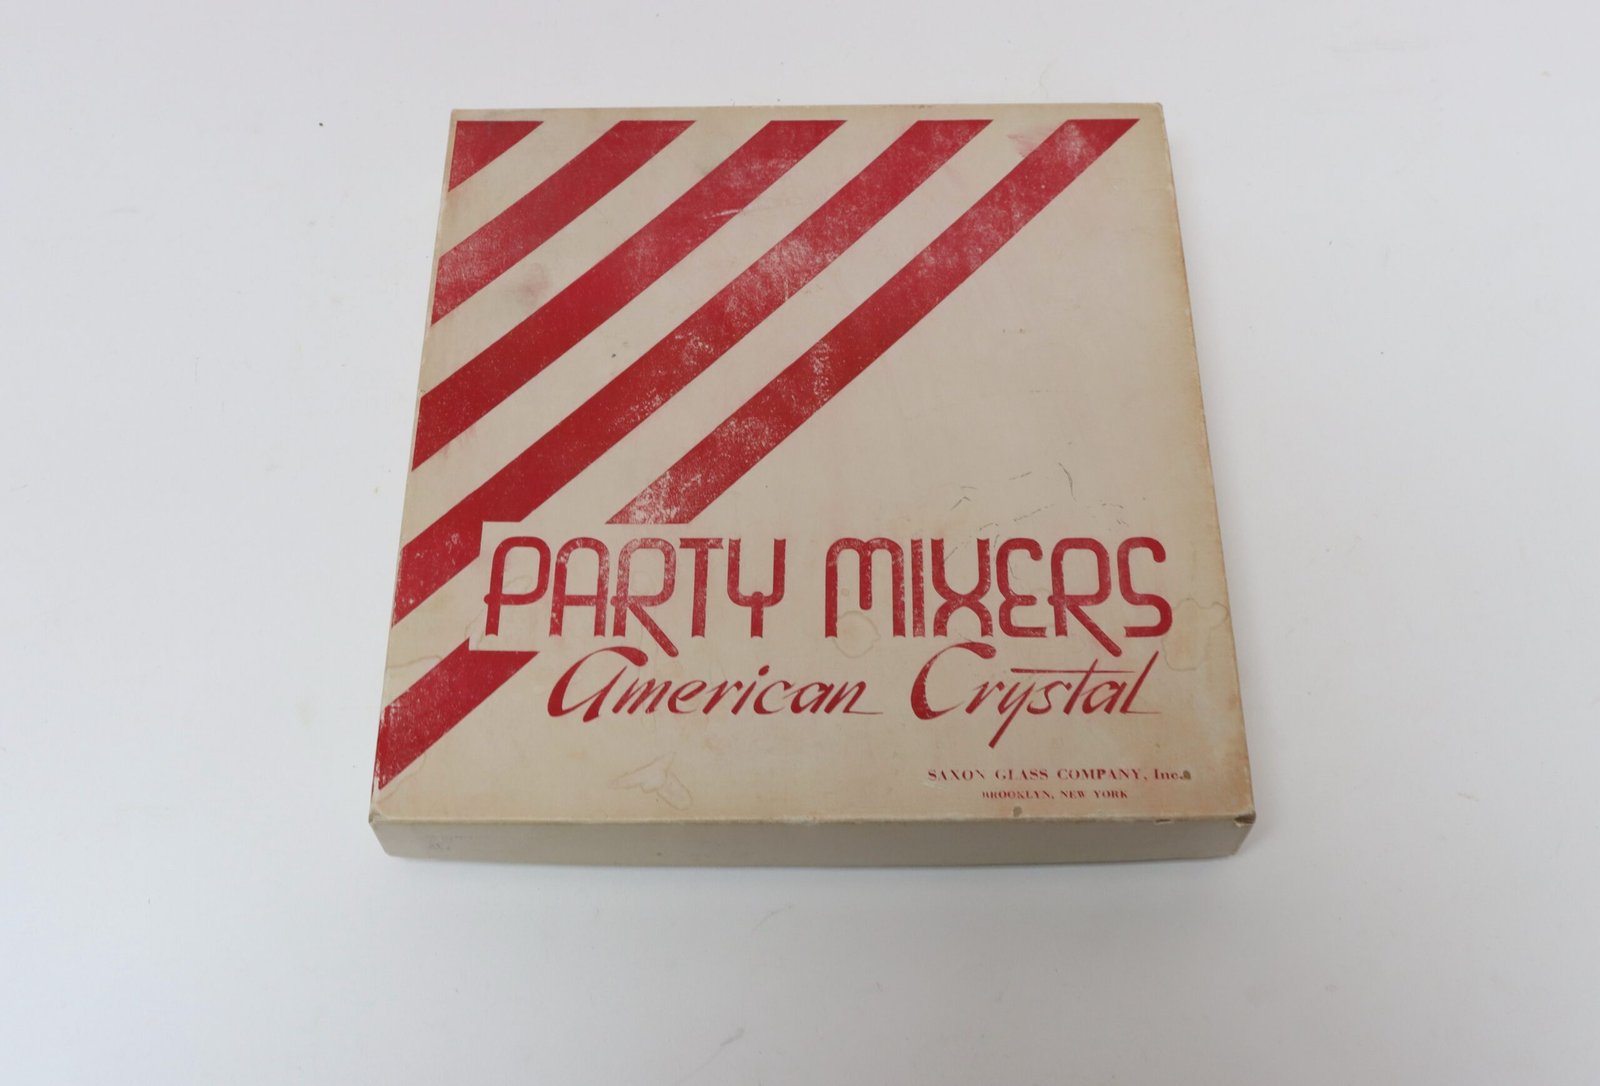 PARTY MIXERS
American Crystal
SAXON GLASS COMPANY, Inc.
BROOKLYN, NEW YORK